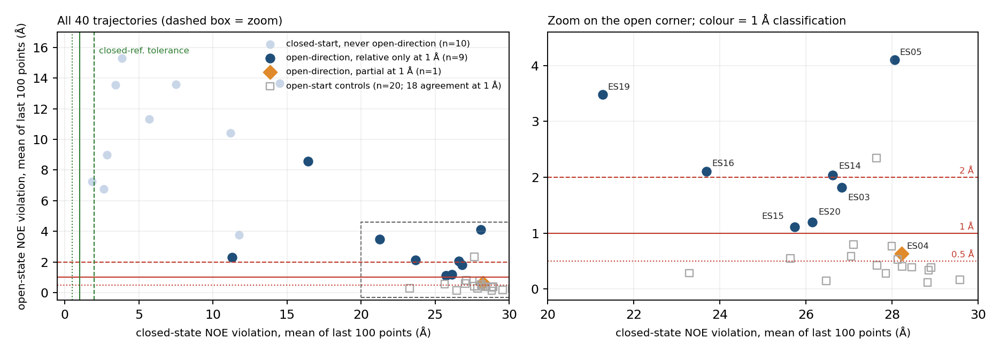 All 40 trajectories (dashed box = zoom)
open-state NOE violation, mean of last 100 points (Å)
16
14
12
10
8
6
4
2
0
closed-ref. tolerance
closed-start, never open-direction (n=10)
open-direction, relative only at 1 Å (n=9)
open-direction, partial at 1 Å (n=1)
open-start controls (n=20; 18 agreement at 1 Å)
0 5 10 15 20 25 30
closed-state NOE violation, mean of last 100 points (Å)
Zoom on the open corner; colour = 1 Å classification
4
3
2
1
0
ES05
ES19
ES16
ES14
2 Å
ES03
ES20
ES15
1 Å
ES04
0.5 Å
20 22 24 26 28 30
closed-state NOE violation, mean of last 100 points (Å)